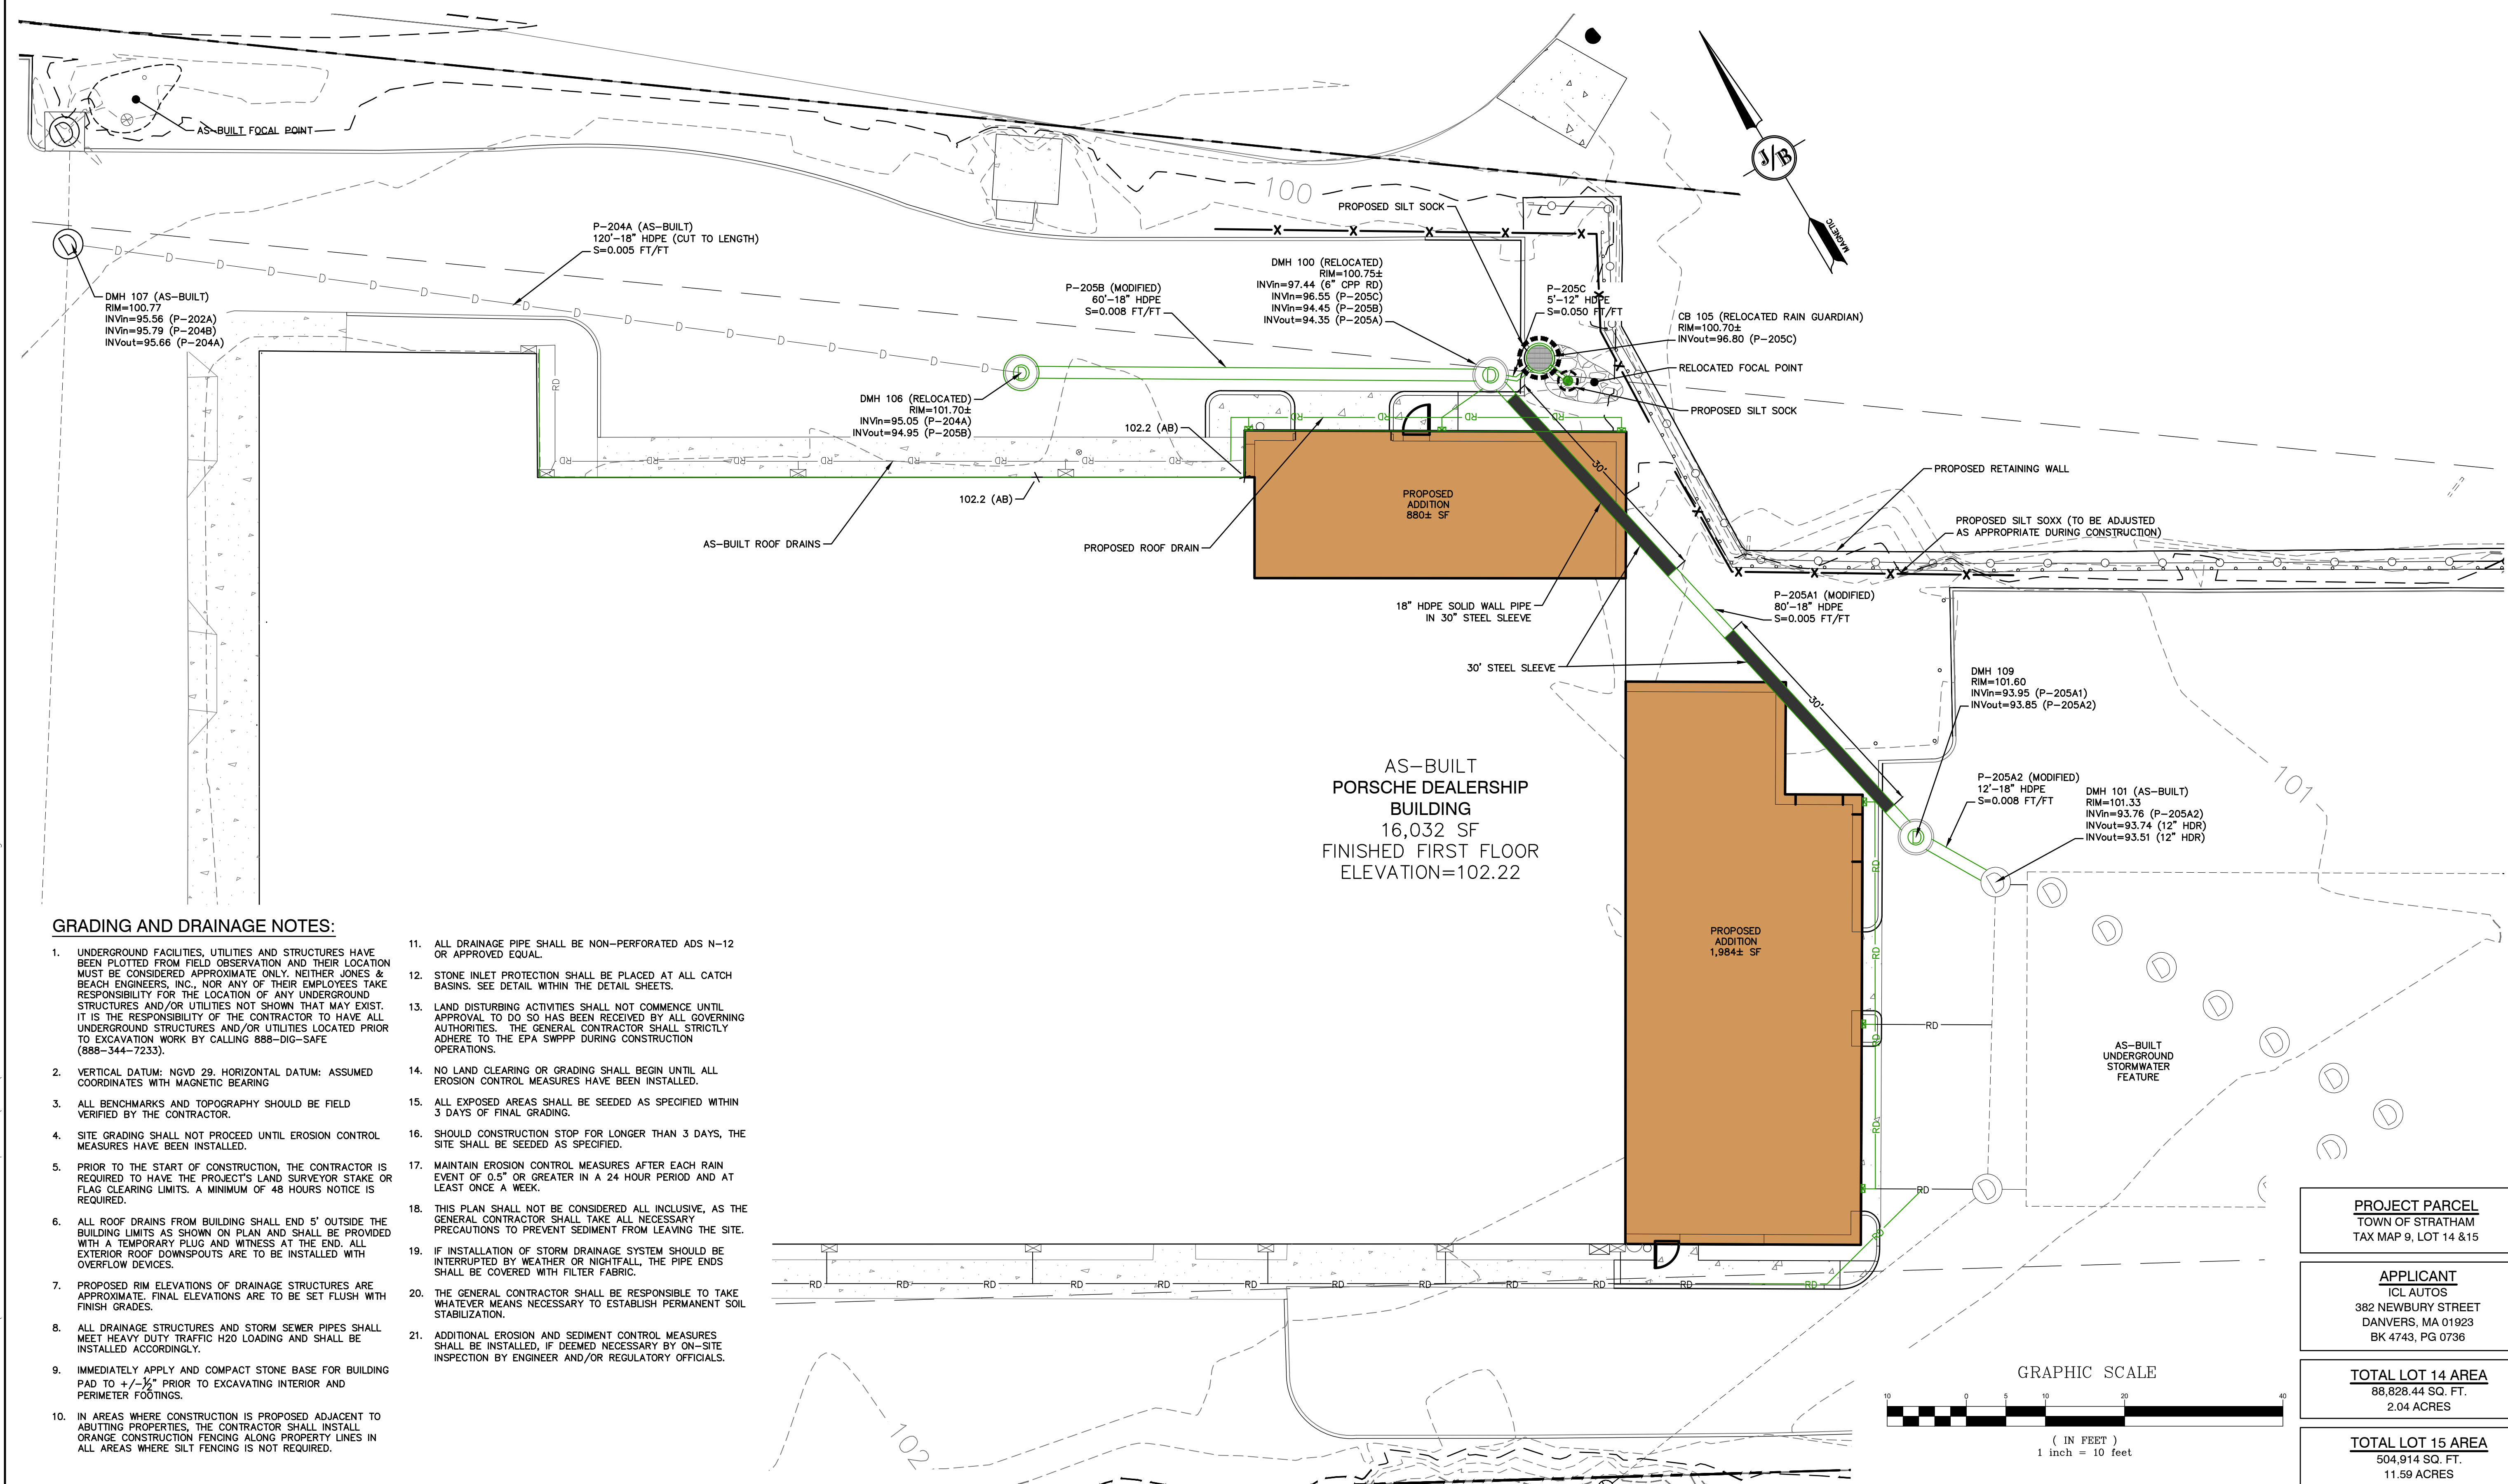 AS-BUILT FOCAL POINT
100
J/B
MAGNETIC
P-204A (AS-BUILT)
120'-18" HDPE (CUT TO LENGTH)
S=0.005 FT/FT
DMH 107 (AS-BUILT)
RIM=100.77
INVin=95.56 (P-202A)
INVin=95.79 (P-204B)
INVout=95.66 (P-204A)
PROPOSED SILT SOCK
P-205B (MODIFIED)
60'-18" HDPE
S=0.008 FT/FT
DMH 100 (RELOCATED)
RIM=100.75±
INVin=97.44 (6" CPP RD)
INVin=96.55 (P-205C)
INVin=94.45 (P-205B)
INVout=94.35 (P-205A)
P-205C
5'-12" HDPE
S=0.050 FT/FT
CB 105 (RELOCATED RAIN GUARDIAN)
RIM=100.70±
INVout=96.80 (P-205C)
RELOCATED FOCAL POINT
PROPOSED SILT SOCK
DMH 106 (RELOCATED)
RIM=101.70±
INVin=95.05 (P-204A)
INVout=94.95 (P-205B)
102.2 (AB)
102.2 (AB)
AS-BUILT ROOF DRAINS
PROPOSED ROOF DRAIN
PROPOSED
ADDITION
880± SF
30'
PROPOSED RETAINING WALL
PROPOSED SILT SOXX (TO BE ADJUSTED
AS APPROPRIATE DURING CONSTRUCTION)
18" HDPE SOLID WALL PIPE
IN 30" STEEL SLEEVE
P-205A1 (MODIFIED)
80'-18" HDPE
S=0.005 FT/FT
30' STEEL SLEEVE
30'
DMH 109
RIM=101.60
INVin=93.95 (P-205A1)
INVout=93.85 (P-205A2)
P-205A2 (MODIFIED)
12'-18" HDPE
S=0.008 FT/FT
DMH 101 (AS-BUILT)
RIM=101.33
INVin=93.76 (P-205A2)
INVout=93.74 (12" HDR)
INVout=93.51 (12" HDR)
101
AS-BUILT
PORSCHE DEALERSHIP
BUILDING
16,032 SF
FINISHED FIRST FLOOR
ELEVATION=102.22
PROPOSED
ADDITION
1,984± SF
AS-BUILT
UNDERGROUND
STORMWATER
FEATURE
GRADING AND DRAINAGE NOTES:
1. UNDERGROUND FACILITIES, UTILITIES AND STRUCTURES HAVE
BEEN PLOTTED FROM FIELD OBSERVATION AND THEIR LOCATION
MUST BE CONSIDERED APPROXIMATE ONLY. NEITHER JONES &
BEACH ENGINEERS, INC., NOR ANY OF THEIR EMPLOYEES TAKE
RESPONSIBILITY FOR THE LOCATION OF ANY UNDERGROUND
STRUCTURES AND/OR UTILITIES NOT SHOWN THAT MAY EXIST.
IT IS THE RESPONSIBILITY OF THE CONTRACTOR TO HAVE ALL
UNDERGROUND STRUCTURES AND/OR UTILITIES LOCATED PRIOR
TO EXCAVATION WORK BY CALLING 888-DIG-SAFE
(888-344-7233).
2. VERTICAL DATUM: NGVD 29. HORIZONTAL DATUM: ASSUMED
COORDINATES WITH MAGNETIC BEARING
3. ALL BENCHMARKS AND TOPOGRAPHY SHOULD BE FIELD
VERIFIED BY THE CONTRACTOR.
4. SITE GRADING SHALL NOT PROCEED UNTIL EROSION CONTROL
MEASURES HAVE BEEN INSTALLED.
5. PRIOR TO THE START OF CONSTRUCTION, THE CONTRACTOR IS
REQUIRED TO HAVE THE PROJECT'S LAND SURVEYOR STAKE OR
FLAG CLEARING LIMITS. A MINIMUM OF 48 HOURS NOTICE IS
REQUIRED.
6. ALL ROOF DRAINS FROM BUILDING SHALL END 5' OUTSIDE THE
BUILDING LIMITS AS SHOWN ON PLAN AND SHALL BE PROVIDED
WITH A TEMPORARY PLUG AND WITNESS AT THE END. ALL
EXTERIOR ROOF DOWNSPOUTS ARE TO BE INSTALLED WITH
OVERFLOW DEVICES.
7. PROPOSED RIM ELEVATIONS OF DRAINAGE STRUCTURES ARE
APPROXIMATE. FINAL ELEVATIONS ARE TO BE SET FLUSH WITH
FINISH GRADES.
8. ALL DRAINAGE STRUCTURES AND STORM SEWER PIPES SHALL
MEET HEAVY DUTY TRAFFIC H20 LOADING AND SHALL BE
INSTALLED ACCORDINGLY.
9. IMMEDIATELY APPLY AND COMPACT STONE BASE FOR BUILDING
PAD TO +/-½" PRIOR TO EXCAVATING INTERIOR AND
PERIMETER FOOTINGS.
10. IN AREAS WHERE CONSTRUCTION IS PROPOSED ADJACENT TO
ABUTTING PROPERTIES, THE CONTRACTOR SHALL INSTALL
ORANGE CONSTRUCTION FENCING ALONG PROPERTY LINES IN
ALL AREAS WHERE SILT FENCING IS NOT REQUIRED.
11. ALL DRAINAGE PIPE SHALL BE NON-PERFORATED ADS N-12
OR APPROVED EQUAL.
12. STONE INLET PROTECTION SHALL BE PLACED AT ALL CATCH
BASINS. SEE DETAIL WITHIN THE DETAIL SHEETS.
13. LAND DISTURBING ACTIVITIES SHALL NOT COMMENCE UNTIL
APPROVAL TO DO SO HAS BEEN RECEIVED BY ALL GOVERNING
AUTHORITIES. THE GENERAL CONTRACTOR SHALL STRICTLY
ADHERE TO THE EPA SWPPP DURING CONSTRUCTION
OPERATIONS.
14. NO LAND CLEARING OR GRADING SHALL BEGIN UNTIL ALL
EROSION CONTROL MEASURES HAVE BEEN INSTALLED.
15. ALL EXPOSED AREAS SHALL BE SEEDED AS SPECIFIED WITHIN
3 DAYS OF FINAL GRADING.
16. SHOULD CONSTRUCTION STOP FOR LONGER THAN 3 DAYS, THE
SITE SHALL BE SEEDED AS SPECIFIED.
17. MAINTAIN EROSION CONTROL MEASURES AFTER EACH RAIN
EVENT OF 0.5" OR GREATER IN A 24 HOUR PERIOD AND AT
LEAST ONCE A WEEK.
18. THIS PLAN SHALL NOT BE CONSIDERED ALL INCLUSIVE, AS THE
GENERAL CONTRACTOR SHALL TAKE ALL NECESSARY
PRECAUTIONS TO PREVENT SEDIMENT FROM LEAVING THE SITE.
19. IF INSTALLATION OF STORM DRAINAGE SYSTEM SHOULD BE
INTERRUPTED BY WEATHER OR NIGHTFALL, THE PIPE ENDS
SHALL BE COVERED WITH FILTER FABRIC.
20. THE GENERAL CONTRACTOR SHALL BE RESPONSIBLE TO TAKE
WHATEVER MEANS NECESSARY TO ESTABLISH PERMANENT SOIL
STABILIZATION.
21. ADDITIONAL EROSION AND SEDIMENT CONTROL MEASURES
SHALL BE INSTALLED, IF DEEMED NECESSARY BY ON-SITE
INSPECTION BY ENGINEER AND/OR REGULATORY OFFICIALS.
RD RD RD RD RD RD RD RD RD RD RD RD
102
GRAPHIC SCALE
10 0 5 10 20 40
( IN FEET )
1 inch = 10 feet
PROJECT PARCEL
TOWN OF STRATHAM
TAX MAP 9, LOT 14 &15
APPLICANT
ICL AUTOS
382 NEWBURY STREET
DANVERS, MA 01923
BK 4743, PG 0736
TOTAL LOT 14 AREA
88,828.44 SQ. FT.
2.04 ACRES
TOTAL LOT 15 AREA
504,914 SQ. FT.
11.59 ACRES